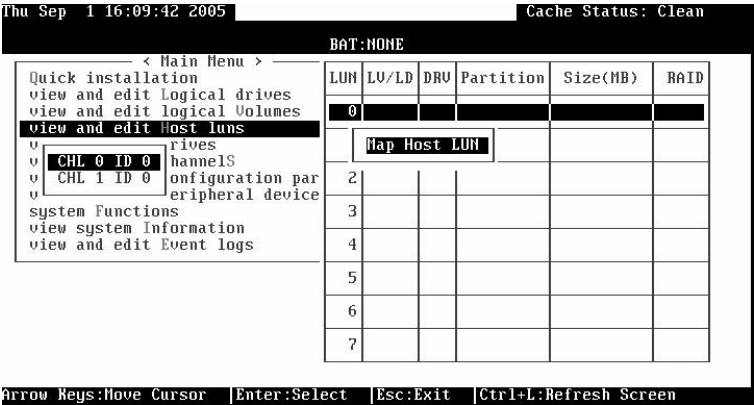 Thu Sep  1 16:09:42 2005 Cache Status: Clean
BAT:NONE
< Main Menu >
Quick installation
view and edit Logical drives
view and edit logical Volumes
view and edit Host luns
v rives
v hannelS
v onfiguration par
v eripheral device
system Functions
view system Information
view and edit Event logs
CHL 0 ID 0
CHL 1 ID 0
LUN LV/LD DRV Partition Size(MB) RAID
0
Map Host LUN
2
3
4
5
6
7
Arrow Keys:Move Cursor |Enter:Select |Esc:Exit |Ctrl+L:Refresh Screen